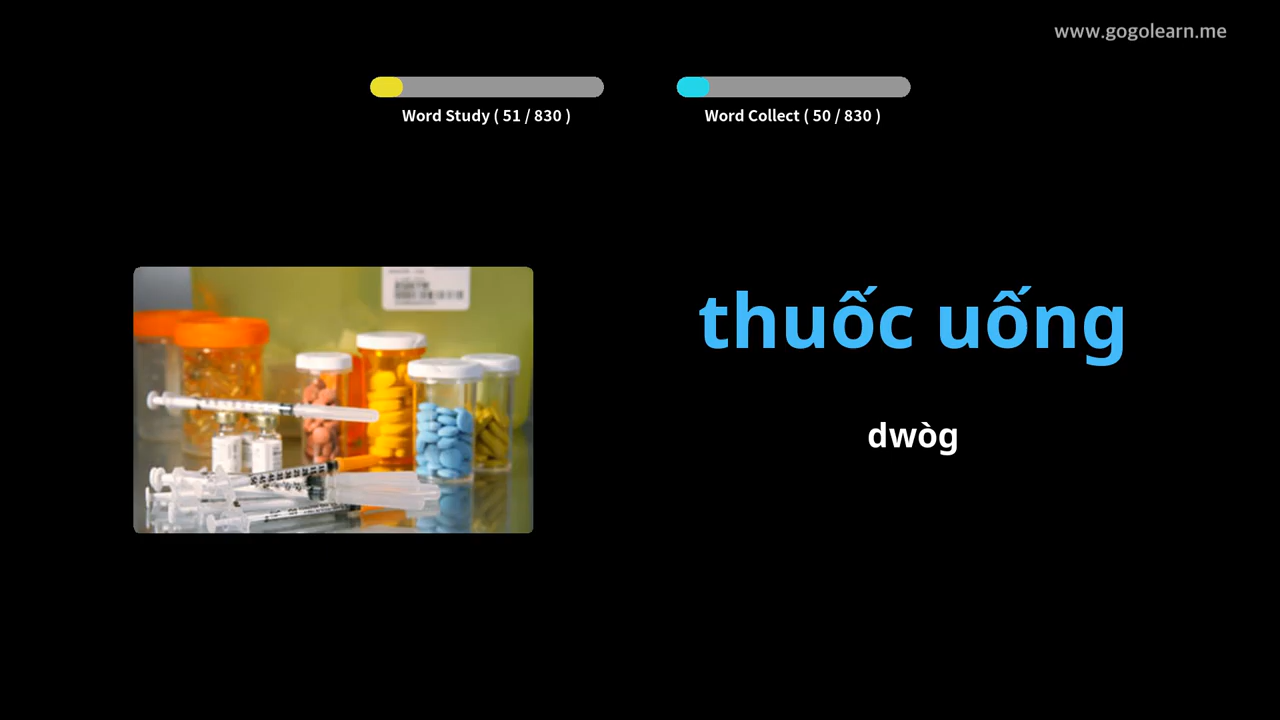 www.gogolearn.me
Word Study ( 51 / 830 )
Word Collect ( 50 / 830 )
thuốc uống
dwòg